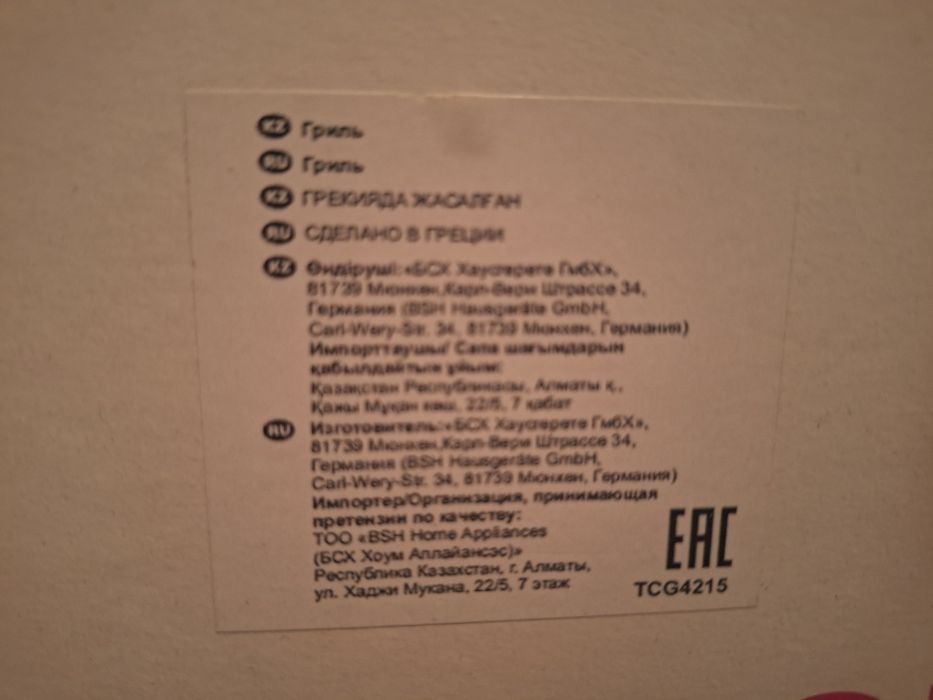 KZ Гриль
RU Гриль
KZ ГРЕКИЯДА ЖАСАЛҒАН
RU СДЕЛАНО В ГРЕЦИИ
KZ Өндіруші: «БСХ Хаусгерете ГмбХ»,
81739 Мюнхен,Карл-Вери Штрассе 34,
Германия (BSH Hausgeräte GmbH,
Carl-Wery-Str. 34, 81739 Мюнхен, Германия)
Импорттаушы/ Сапа шағымдарын
қабылдайтын ұйым:
Қазақстан Республикасы, Алматы қ.,
Қажы Мұқан көш. 22/5, 7 қабат
RU Изготовитель:«БСХ Хаусгерете ГмбХ»,
81739 Мюнхен,Карл-Вери Штрассе 34,
Германия (BSH Hausgeräte GmbH,
Carl-Wery-Str. 34, 81739 Мюнхен, Германия)
Импортер/Организация, принимающая
претензии по качеству:
ТОО «BSH Home Appliances
(БСХ Хоум Апплайансэс)»
Республика Казахстан, г. Алматы,
ул. Хаджи Мукана, 22/5, 7 этаж
EAC
TCG4215